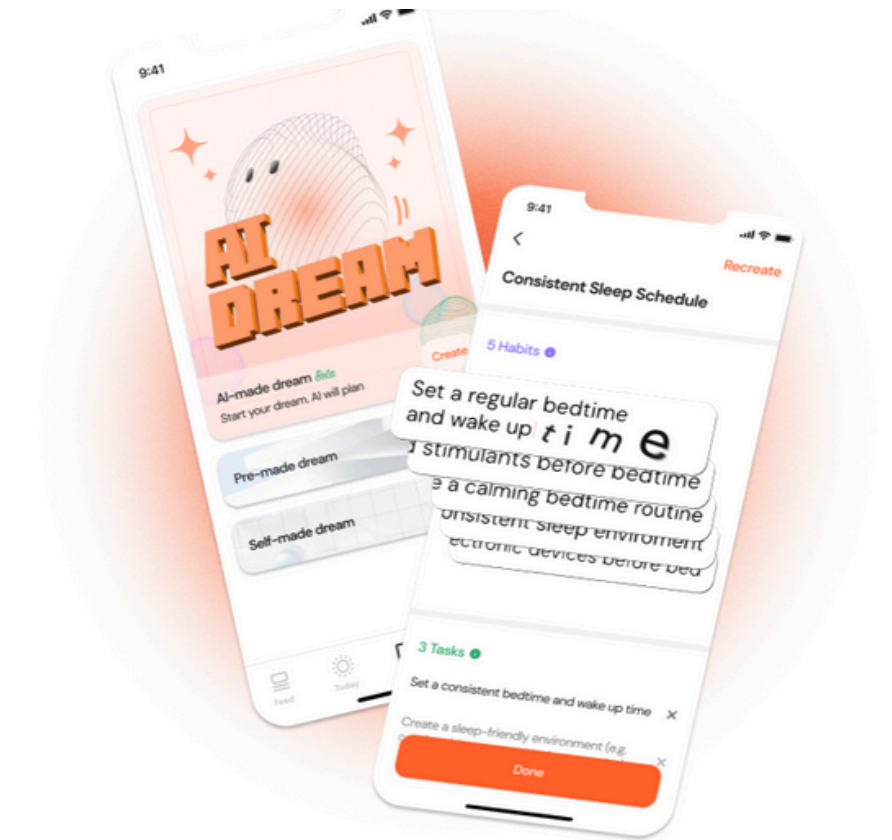 9:41
AI
DREAM
Create
AI-made dream Beta
Start your dream, AI will plan
Pre-made dream
Self-made dream
Feed
Today
9:41
Recreate
Consistent Sleep Schedule
5 Habits
Set a regular bedtime
and wake up time
stimulants before bedtime
e a calming bedtime routine
onsistent sleep enviroment
ectronic devices before bed
3 Tasks
Set a consistent bedtime and wake up time
Create a sleep-friendly environment (e.g.
Done